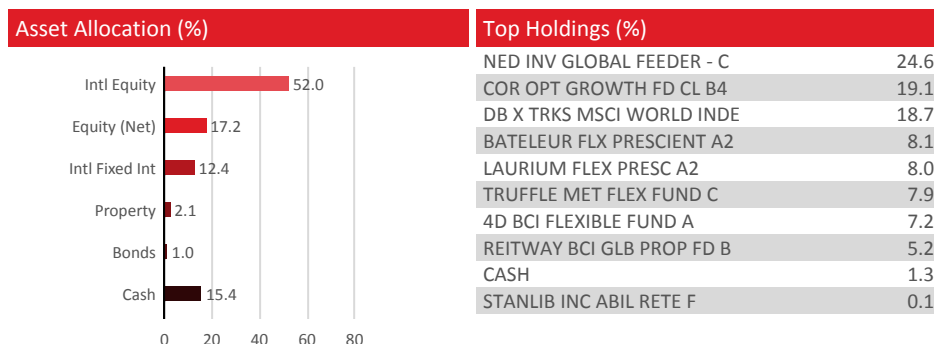 Asset Allocation (%)
Intl Equity 52.0
Equity (Net) 17.2
Intl Fixed Int 12.4
Property 2.1
Bonds 1.0
Cash 15.4
0 20 40 60 80
Top Holdings (%)
NED INV GLOBAL FEEDER - C 24.6
COR OPT GROWTH FD CL B4 19.1
DB X TRKS MSCI WORLD INDE 18.7
BATELEUR FLX PRESCIENT A2 8.1
LAURIUM FLEX PRESC A2 8.0
TRUFFLE MET FLEX FUND C 7.9
4D BCI FLEXIBLE FUND A 7.2
REITWAY BCI GLB PROP FD B 5.2
CASH 1.3
STANLIB INC ABIL RETE F 0.1